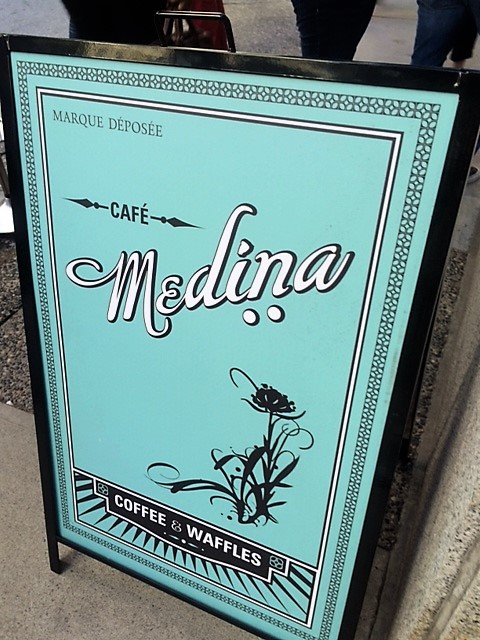 MARQUE DÉPOSÉE
CAFÉ
Medina
COFFEE & WAFFLES